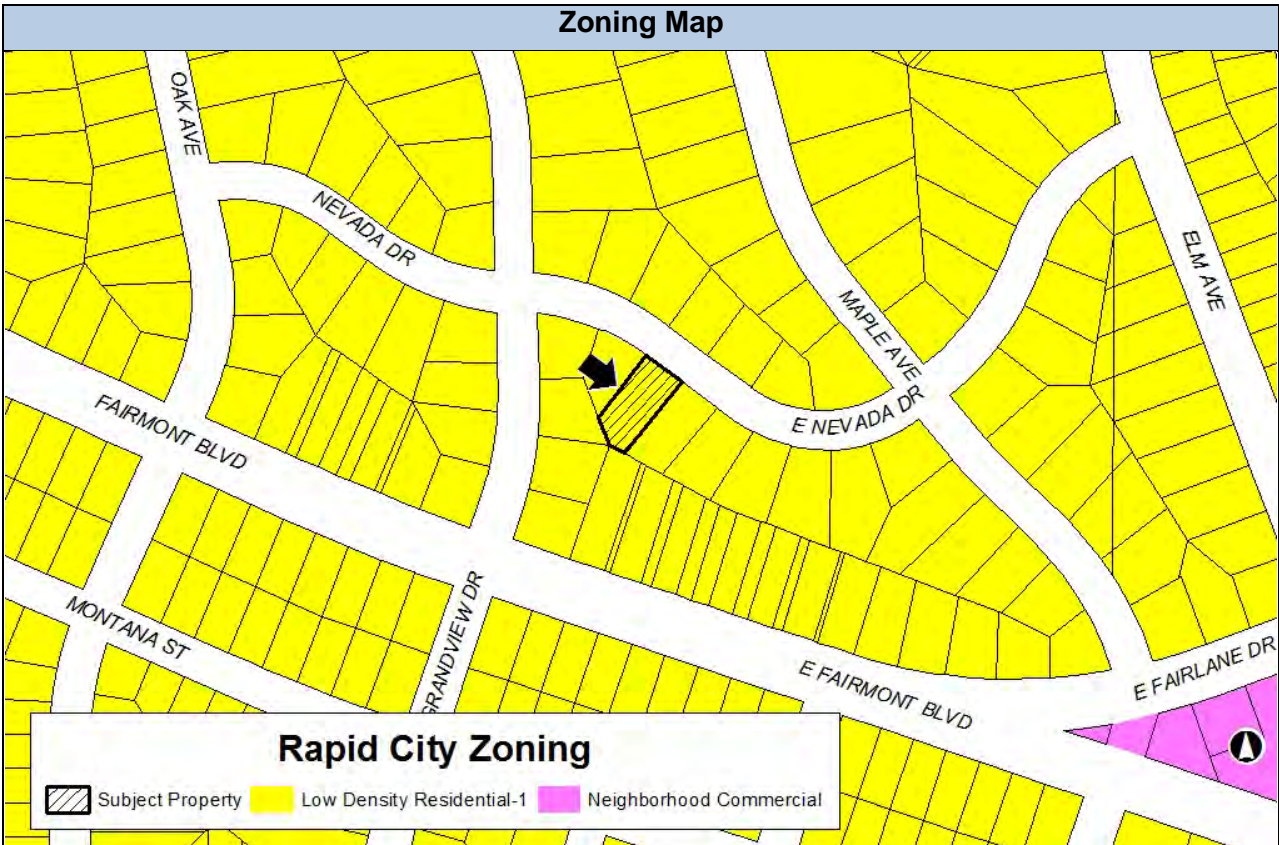 Zoning Map
OAK AVE
NEVADA DR
ELM AVE
MAPLE AVE
E NEVADA DR
FAIRMONT BLVD
MONTANA ST
GRANDVIEW DR
E FAIRMONT BLVD
E FAIRLANE DR
Rapid City Zoning
Subject Property Low Density Residential-1 Neighborhood Commercial